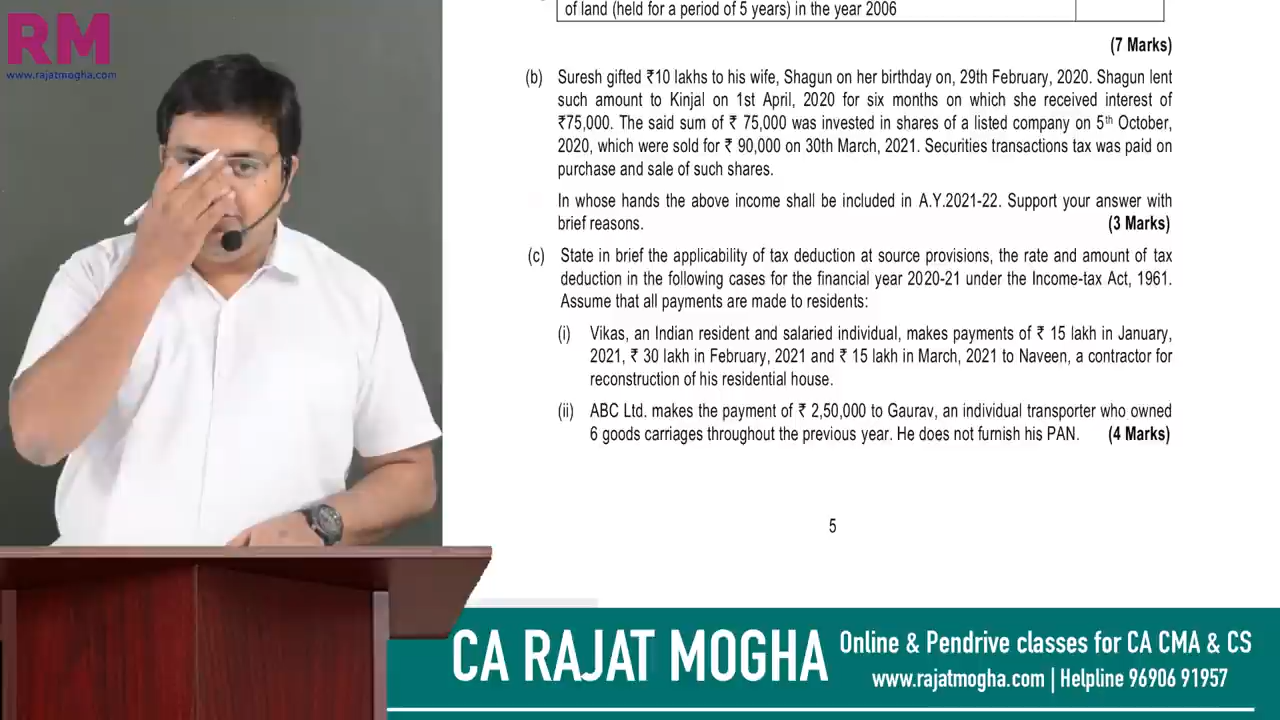 RM
www.rajatmogha.com
of land (held for a period of 5 years) in the year 2006
(7 Marks)
(b) Suresh gifted ₹10 lakhs to his wife, Shagun on her birthday on, 29th February, 2020. Shagun lent
such amount to Kinjal on 1st April, 2020 for six months on which she received interest of
₹75,000. The said sum of ₹ 75,000 was invested in shares of a listed company on 5th October,
2020, which were sold for ₹ 90,000 on 30th March, 2021. Securities transactions tax was paid on
purchase and sale of such shares.
In whose hands the above income shall be included in A.Y.2021-22. Support your answer with
brief reasons. (3 Marks)
(c) State in brief the applicability of tax deduction at source provisions, the rate and amount of tax
deduction in the following cases for the financial year 2020-21 under the Income-tax Act, 1961.
Assume that all payments are made to residents:
(i) Vikas, an Indian resident and salaried individual, makes payments of ₹ 15 lakh in January,
2021, ₹ 30 lakh in February, 2021 and ₹ 15 lakh in March, 2021 to Naveen, a contractor for
reconstruction of his residential house.
(ii) ABC Ltd. makes the payment of ₹ 2,50,000 to Gaurav, an individual transporter who owned
6 goods carriages throughout the previous year. He does not furnish his PAN. (4 Marks)
5
CA RAJAT MOGHA
Online & Pendrive classes for CA CMA & CS
www.rajatmogha.com | Helpline 96906 91957